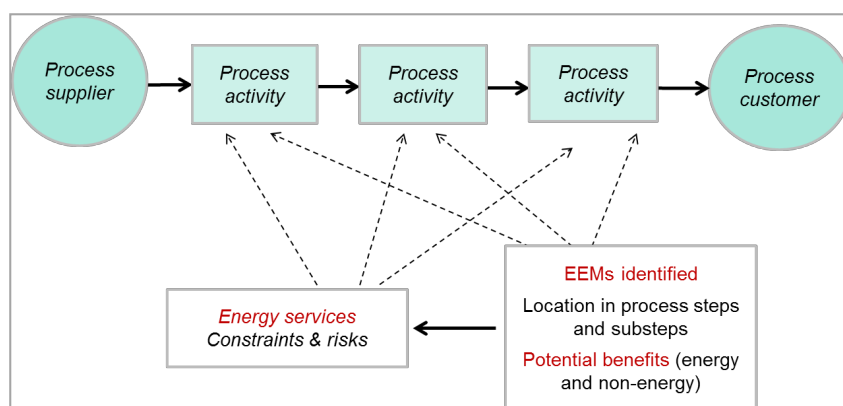 Process
supplier
Process
activity
Process
activity
Process
activity
Process
customer
Energy services
Constraints & risks
EEMs identified
Location in process steps
and substeps
Potential benefits (energy
and non-energy)